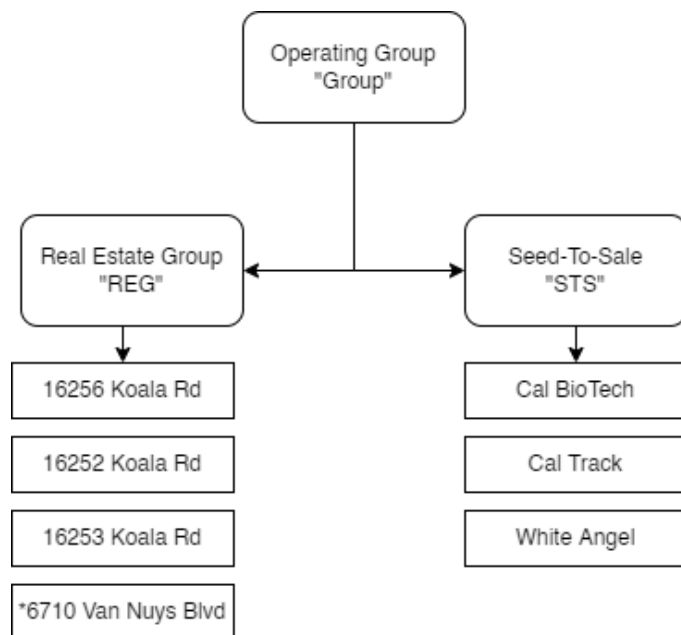 Operating Group
"Group"
Real Estate Group
"REG"
Seed-To-Sale
"STS"
16256 Koala Rd
16252 Koala Rd
16253 Koala Rd
*6710 Van Nuys Blvd
Cal BioTech
Cal Track
White Angel